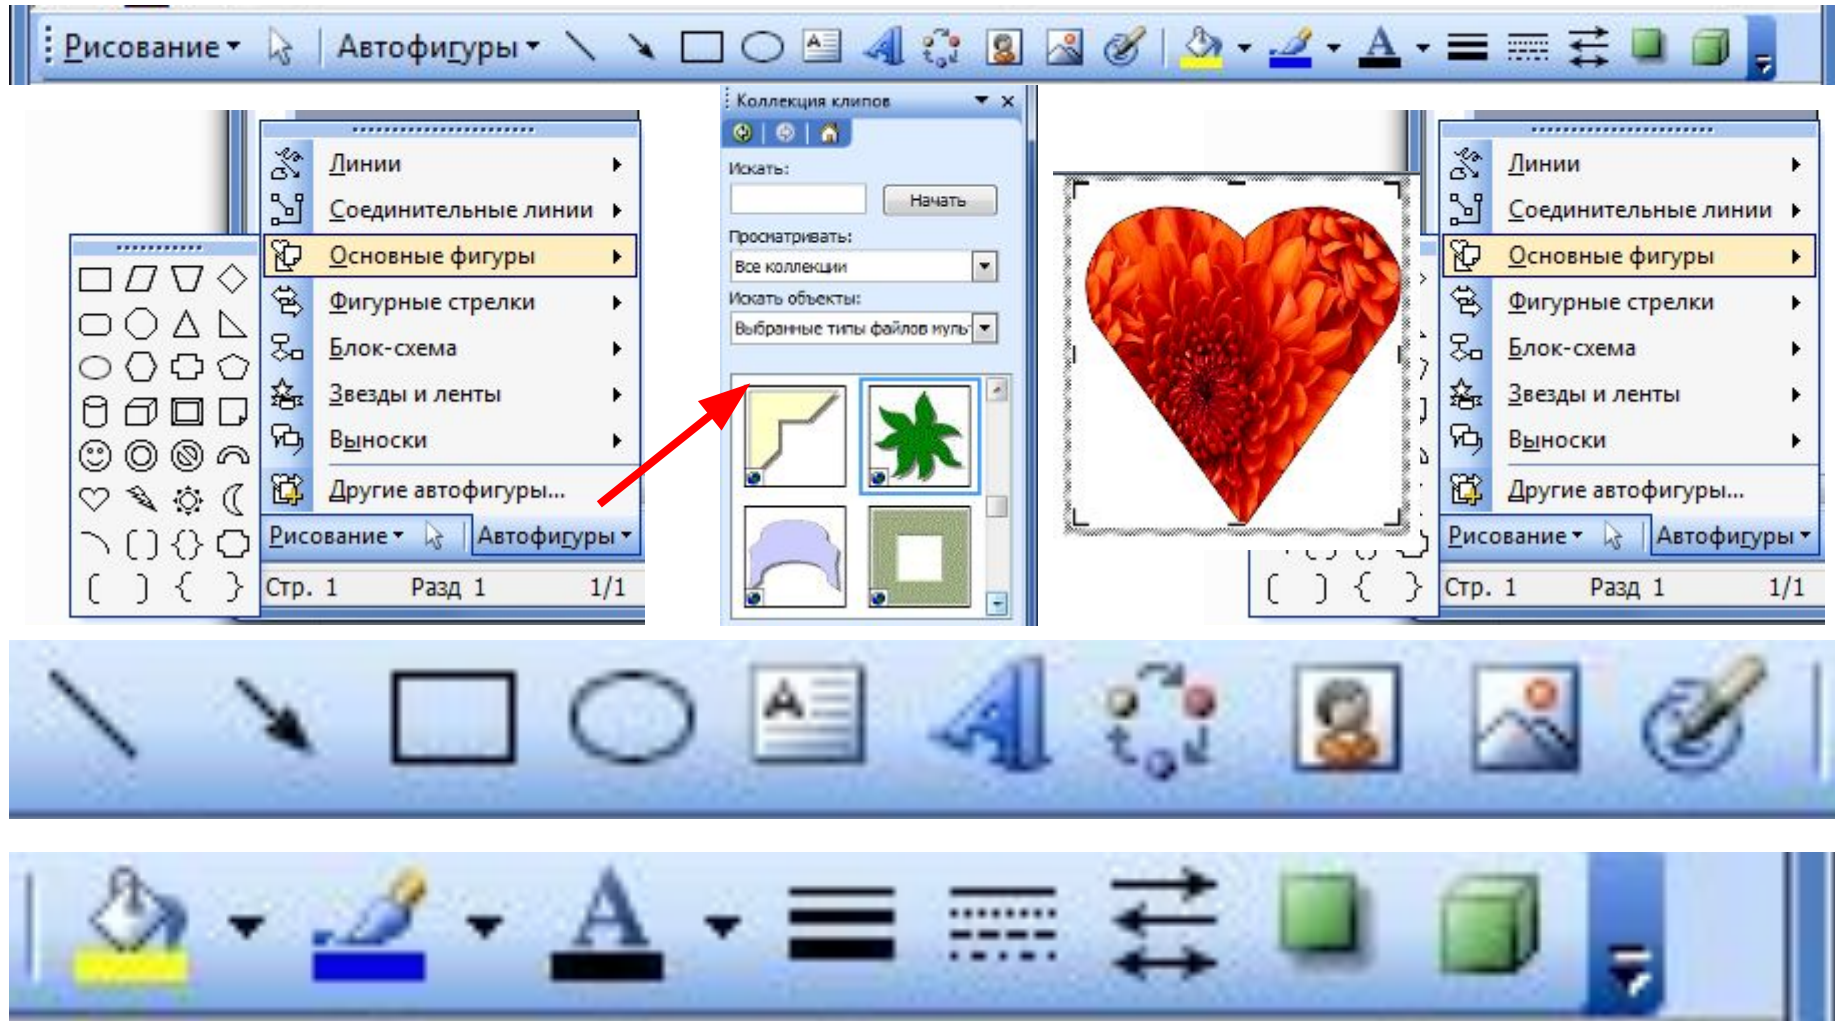 Рисование Автофигуры A A A
Линии
Соединительные линии
Основные фигуры
Фигурные стрелки
Блок-схема
Звезды и ленты
Выноски
Другие автофигуры...
Рисование Автофигуры
Стр. 1 Разд 1 1/1
Коллекция клипов
Искать:
Начать
Просматривать:
Все коллекции
Искать объекты:
Выбранные типы файлов муль
Линии
Соединительные линии
Основные фигуры
Фигурные стрелки
Блок-схема
Звезды и ленты
Выноски
Другие автофигуры...
Рисование Автофигуры
Стр. 1 Разд 1 1/1
A A
A